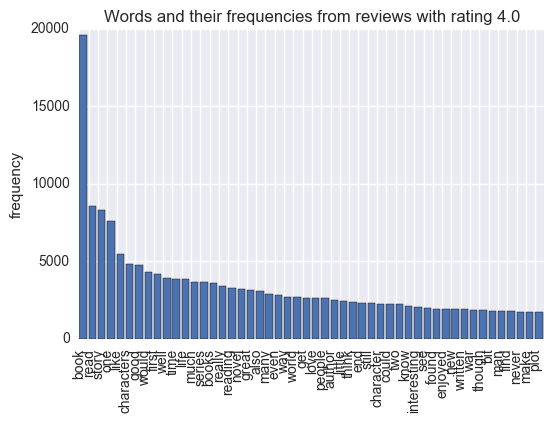 Words and their frequencies from reviews with rating 4.0
20000
15000
10000
5000
0
frequency
book
read
story
one
like
characters
good
would
first
well
time
life
much
series
books
really
reading
novel
great
also
many
even
way
world
get
love
people
author
little
think
end
still
character
could
two
know
interesting
see
found
enjoyed
new
written
war
though
bit
man
find
never
make
plot